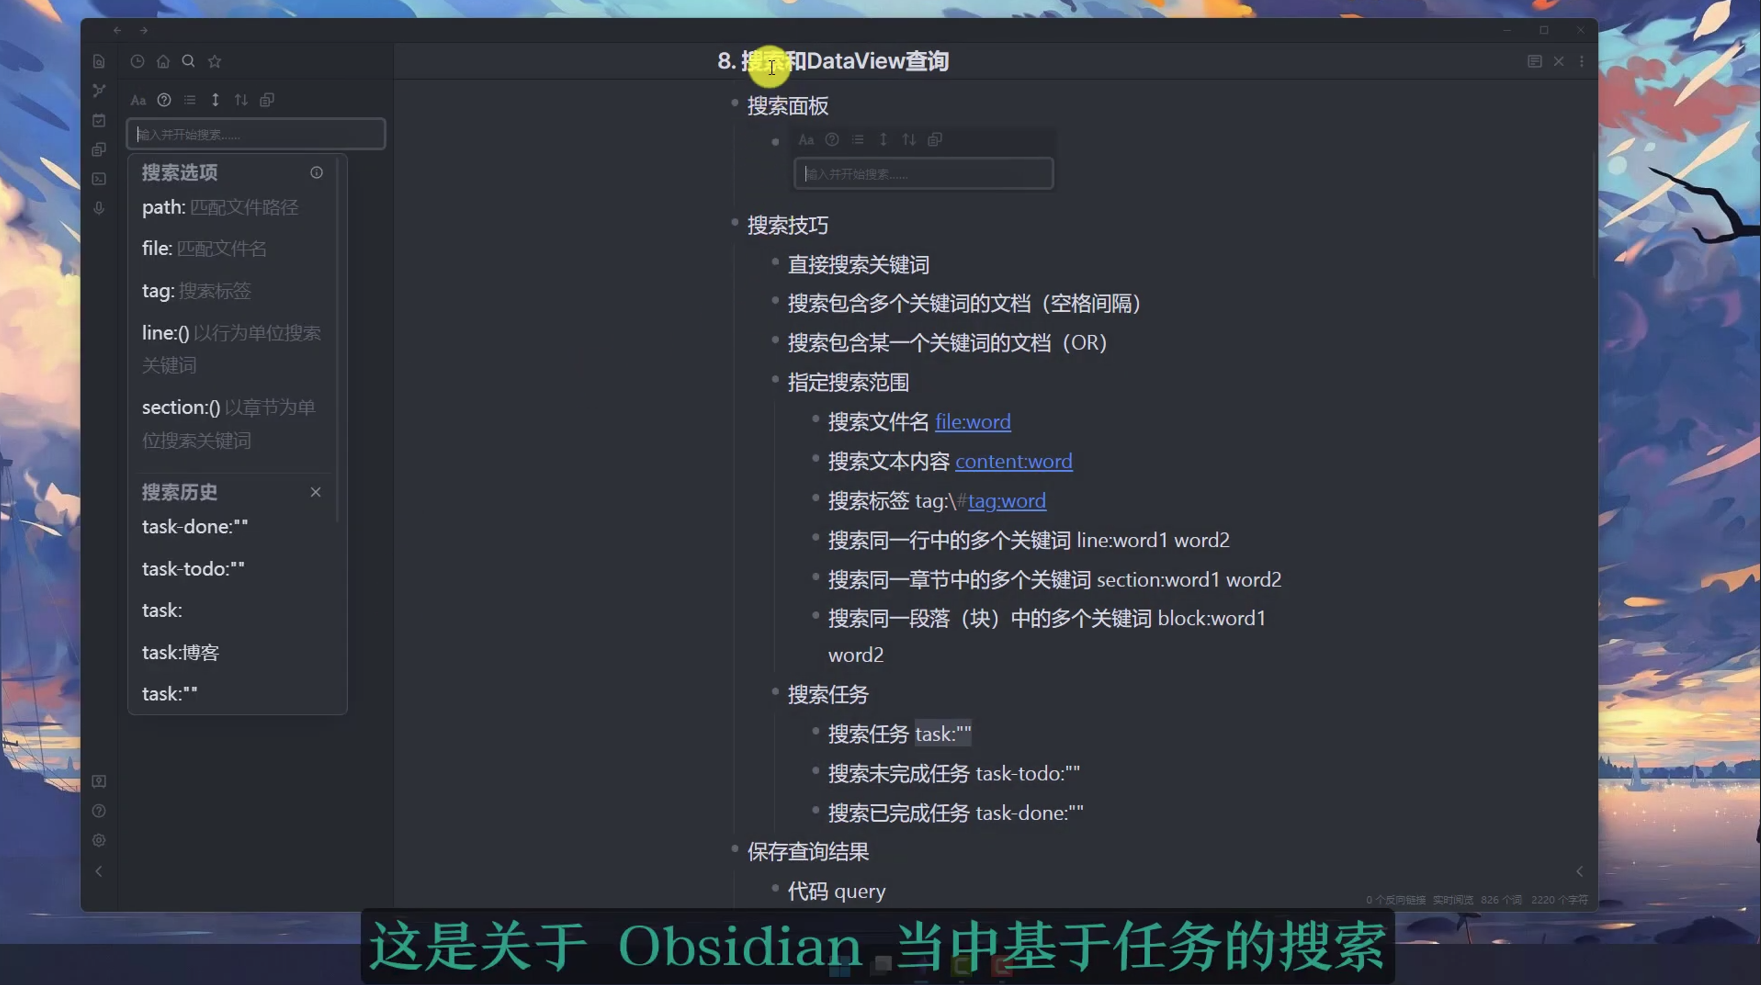 8. 搜索和DataView查询
Aa
输入并开始搜索......
搜索选项
path: 匹配文件路径
file: 匹配文件名
tag: 搜索标签
line:() 以行为单位搜索
关键词
section:() 以章节为单
位搜索关键词
搜索历史
task-done:""
task-todo:""
task:
task:博客
task:""
搜索面板
Aa
输入并开始搜索......
搜索技巧
直接搜索关键词
搜索包含多个关键词的文档（空格间隔）
搜索包含某一个关键词的文档（OR）
指定搜索范围
搜索文件名 file:word
搜索文本内容 content:word
搜索标签 tag:\#tag:word
搜索同一行中的多个关键词 line:word1 word2
搜索同一章节中的多个关键词 section:word1 word2
搜索同一段落（块）中的多个关键词 block:word1
word2
搜索任务
搜索任务 task:""
搜索未完成任务 task-todo:""
搜索已完成任务 task-done:""
保存查询结果
代码 query
0 个反向链接 实时阅览 826 个词 2220 个字符
这是关于 Obsidian 当中基于任务的搜索